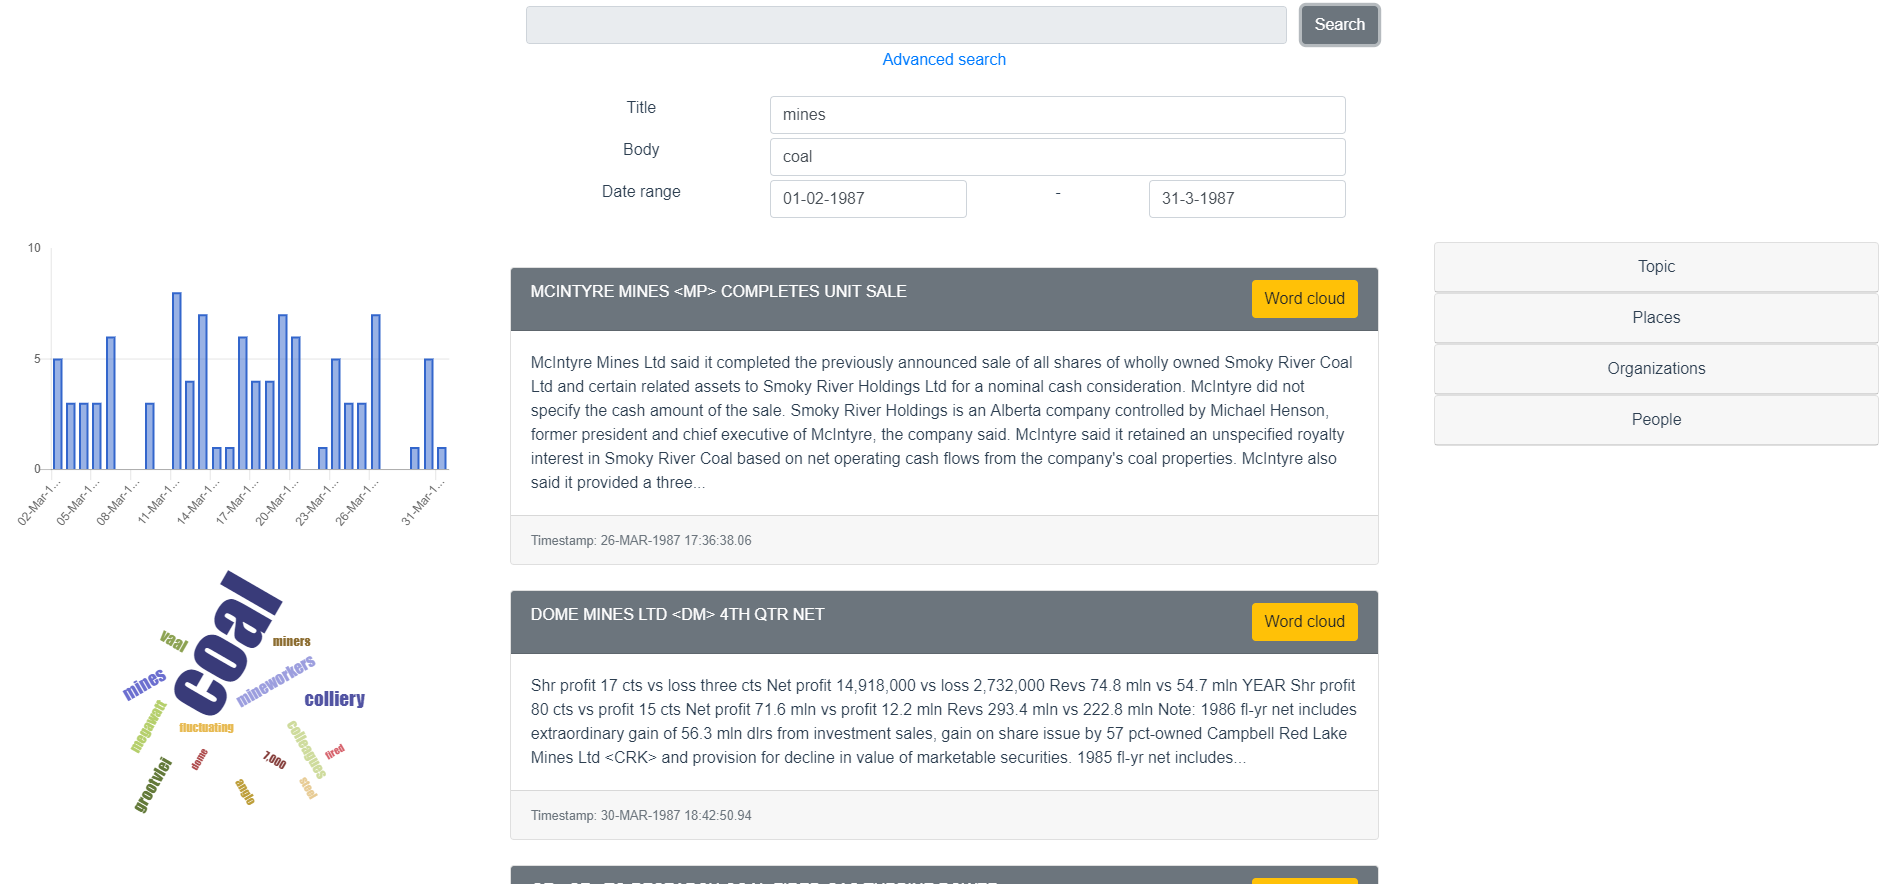 Search
Advanced search
Title
mines
Body
coal
Date range
01-02-1987
-
31-3-1987
10
5
0
02-Mar-1...
05-Mar-1...
08-Mar-1...
11-Mar-1...
14-Mar-1...
17-Mar-1...
20-Mar-1...
23-Mar-1...
26-Mar-1...
31-Mar-1...
coal
vaal
miners
mines
mineworkers
colliery
megawatt
fluctuating
colleagues
fired
dome
7,000
grootvlei
anglo
steel
MCINTYRE MINES <MP> COMPLETES UNIT SALE
Word cloud
McIntyre Mines Ltd said it completed the previously announced sale of all shares of wholly owned Smoky River Coal
Ltd and certain related assets to Smoky River Holdings Ltd for a nominal cash consideration. McIntyre did not
specify the cash amount of the sale. Smoky River Holdings is an Alberta company controlled by Michael Henson,
former president and chief executive of McIntyre, the company said. McIntyre said it retained an unspecified royalty
interest in Smoky River Coal based on net operating cash flows from the company's coal properties. McIntyre also
said it provided a three...
Timestamp: 26-MAR-1987 17:36:38.06
DOME MINES LTD <DM> 4TH QTR NET
Word cloud
Shr profit 17 cts vs loss three cts Net profit 14,918,000 vs loss 2,732,000 Revs 74.8 mln vs 54.7 mln YEAR Shr profit
80 cts vs profit 15 cts Net profit 71.6 mln vs profit 12.2 mln Revs 293.4 mln vs 222.8 mln Note: 1986 fl-yr net includes
extraordinary gain of 56.3 mln dlrs from investment sales, gain on share issue by 57 pct-owned Campbell Red Lake
Mines Ltd <CRK> and provision for decline in value of marketable securities. 1985 fl-yr net includes...
Timestamp: 30-MAR-1987 18:42:50.94
Topic
Places
Organizations
People